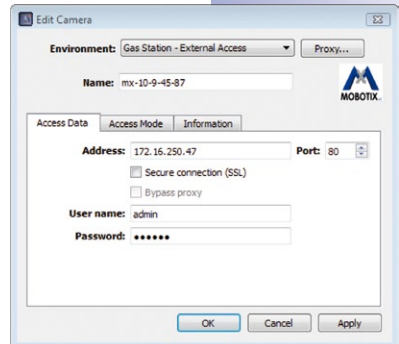 Edit Camera
Environment: Gas Station - External Access Proxy...
Name: mx-10-9-45-87
MOBOTIX
Access Data Access Mode Information
Address: 172.16.250.47 Port: 80
Secure connection (SSL)
Bypass proxy
User name: admin
Password: ••••••
OK Cancel Apply